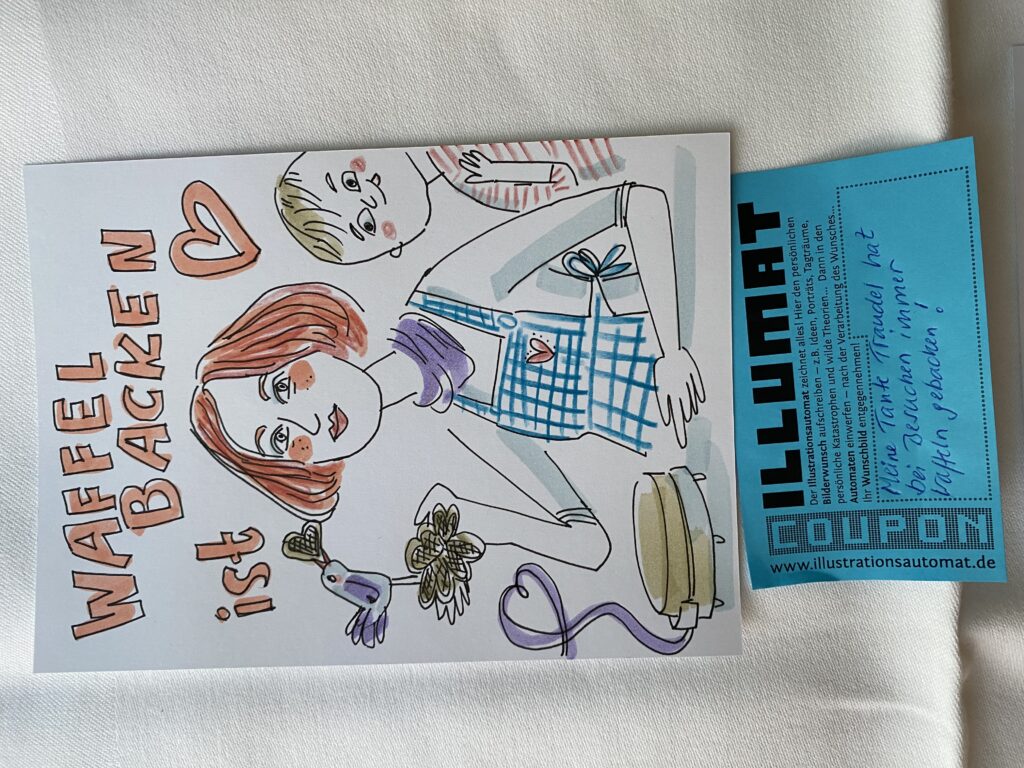 WAFFEL
BACKEN
ist
ILLUMAT
Der Illustrationsautomat zeichnet alles! Hier den persönlichen
Bilderwunsch aufschreiben – z.B. Ideen, Porträts, Tagträume,
persönliche Katastrophen und wilde Theorien... Dann in den
Automaten einwerfen – nach der Verarbeitung des Wunsches...
Ihr Wunschbild entgegennehmen!
Meine Tante Traudel hat
bei Besuchen immer
Waffeln gebacken!
COUPON
www.illustrationsautomat.de